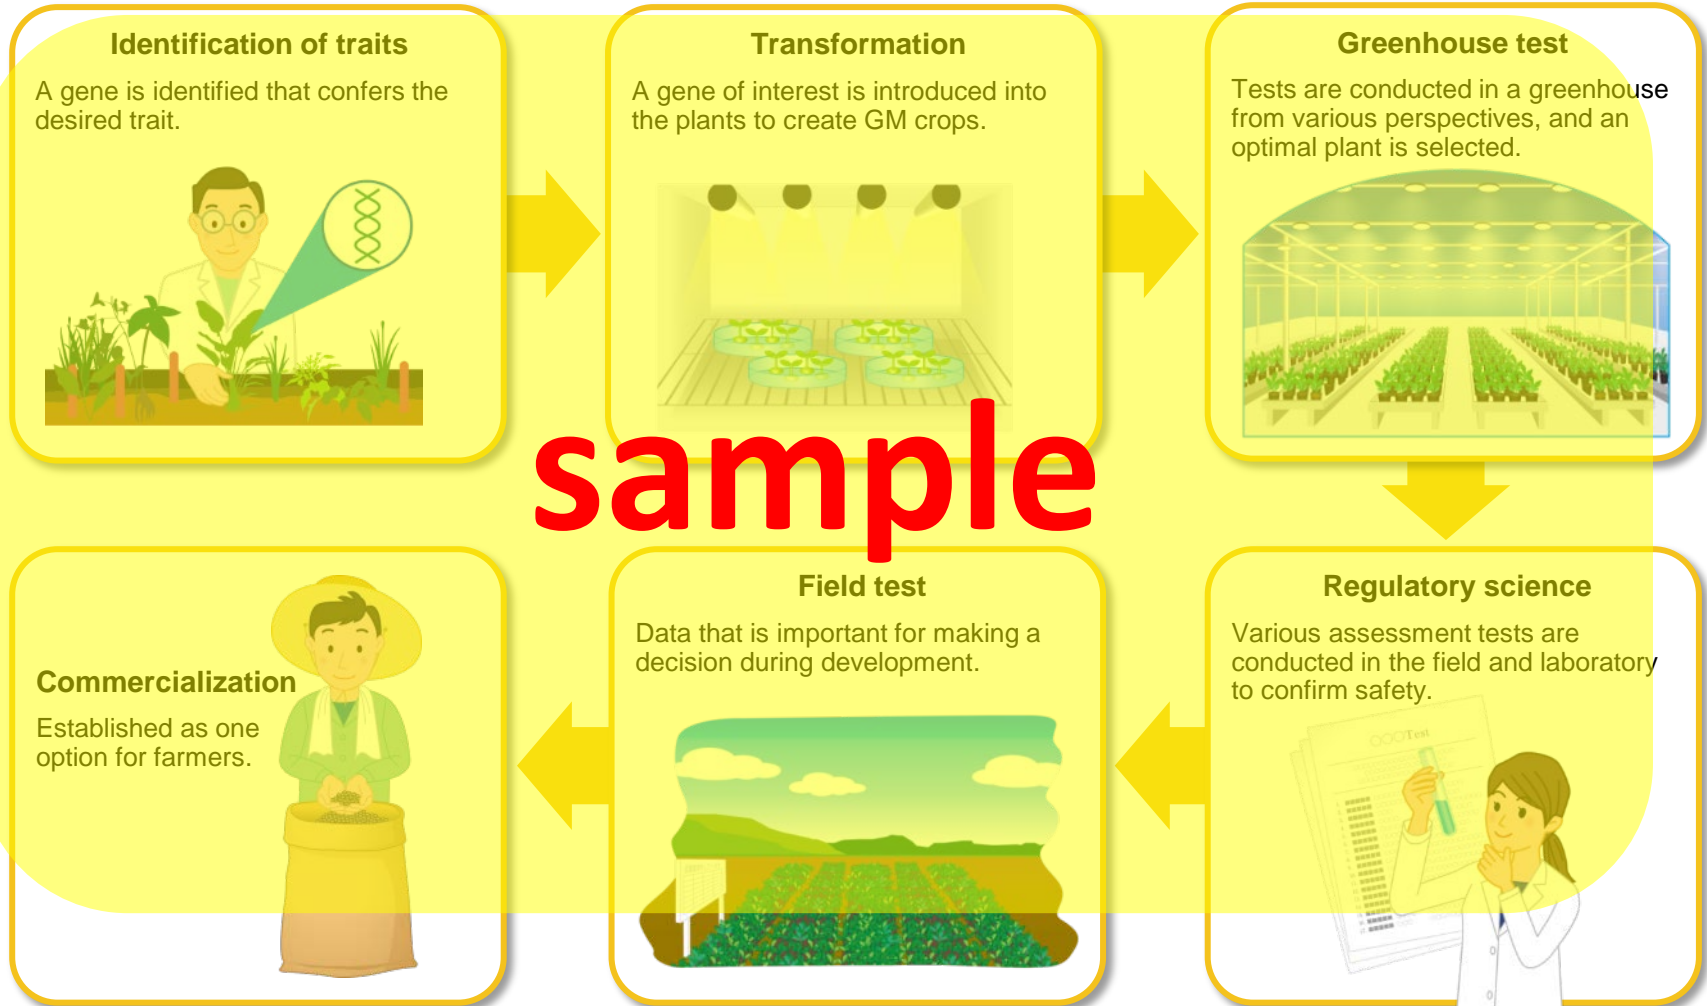 Identification of traits
A gene is identified that confers the
desired trait.
Transformation
A gene of interest is introduced into
the plants to create GM crops.
Greenhouse test
Tests are conducted in a greenhouse
from various perspectives, and an
optimal plant is selected.
sample
Regulatory science
Various assessment tests are
conducted in the field and laboratory
to confirm safety.
○○○Test
Field test
Data that is important for making a
decision during development.
Commercialization
Established as one
option for farmers.